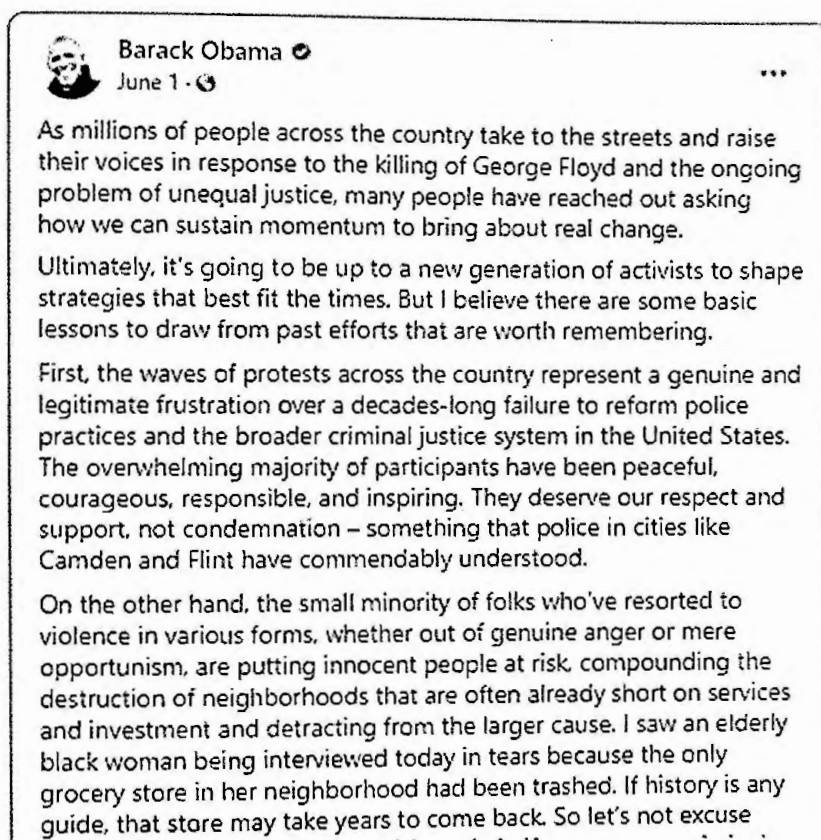 Barack Obama
June 1 ·
As millions of people across the country take to the streets and raise
their voices in response to the killing of George Floyd and the ongoing
problem of unequal justice, many people have reached out asking
how we can sustain momentum to bring about real change.
Ultimately, it's going to be up to a new generation of activists to shape
strategies that best fit the times. But I believe there are some basic
lessons to draw from past efforts that are worth remembering.
First, the waves of protests across the country represent a genuine and
legitimate frustration over a decades-long failure to reform police
practices and the broader criminal justice system in the United States.
The overwhelming majority of participants have been peaceful,
courageous, responsible, and inspiring. They deserve our respect and
support, not condemnation – something that police in cities like
Camden and Flint have commendably understood.
On the other hand, the small minority of folks who've resorted to
violence in various forms, whether out of genuine anger or mere
opportunism, are putting innocent people at risk, compounding the
destruction of neighborhoods that are often already short on services
and investment and detracting from the larger cause. I saw an elderly
black woman being interviewed today in tears because the only
grocery store in her neighborhood had been trashed. If history is any
guide, that store may take years to come back. So let's not excuse